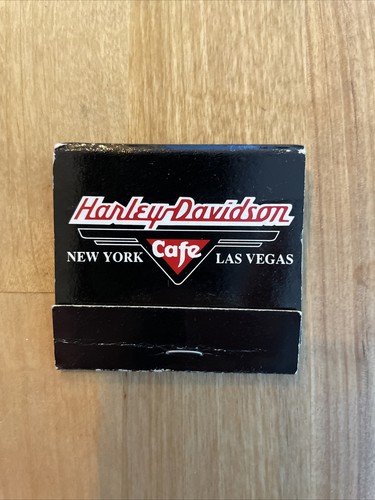 Harley-Davidson
Cafe
NEW YORK LAS VEGAS